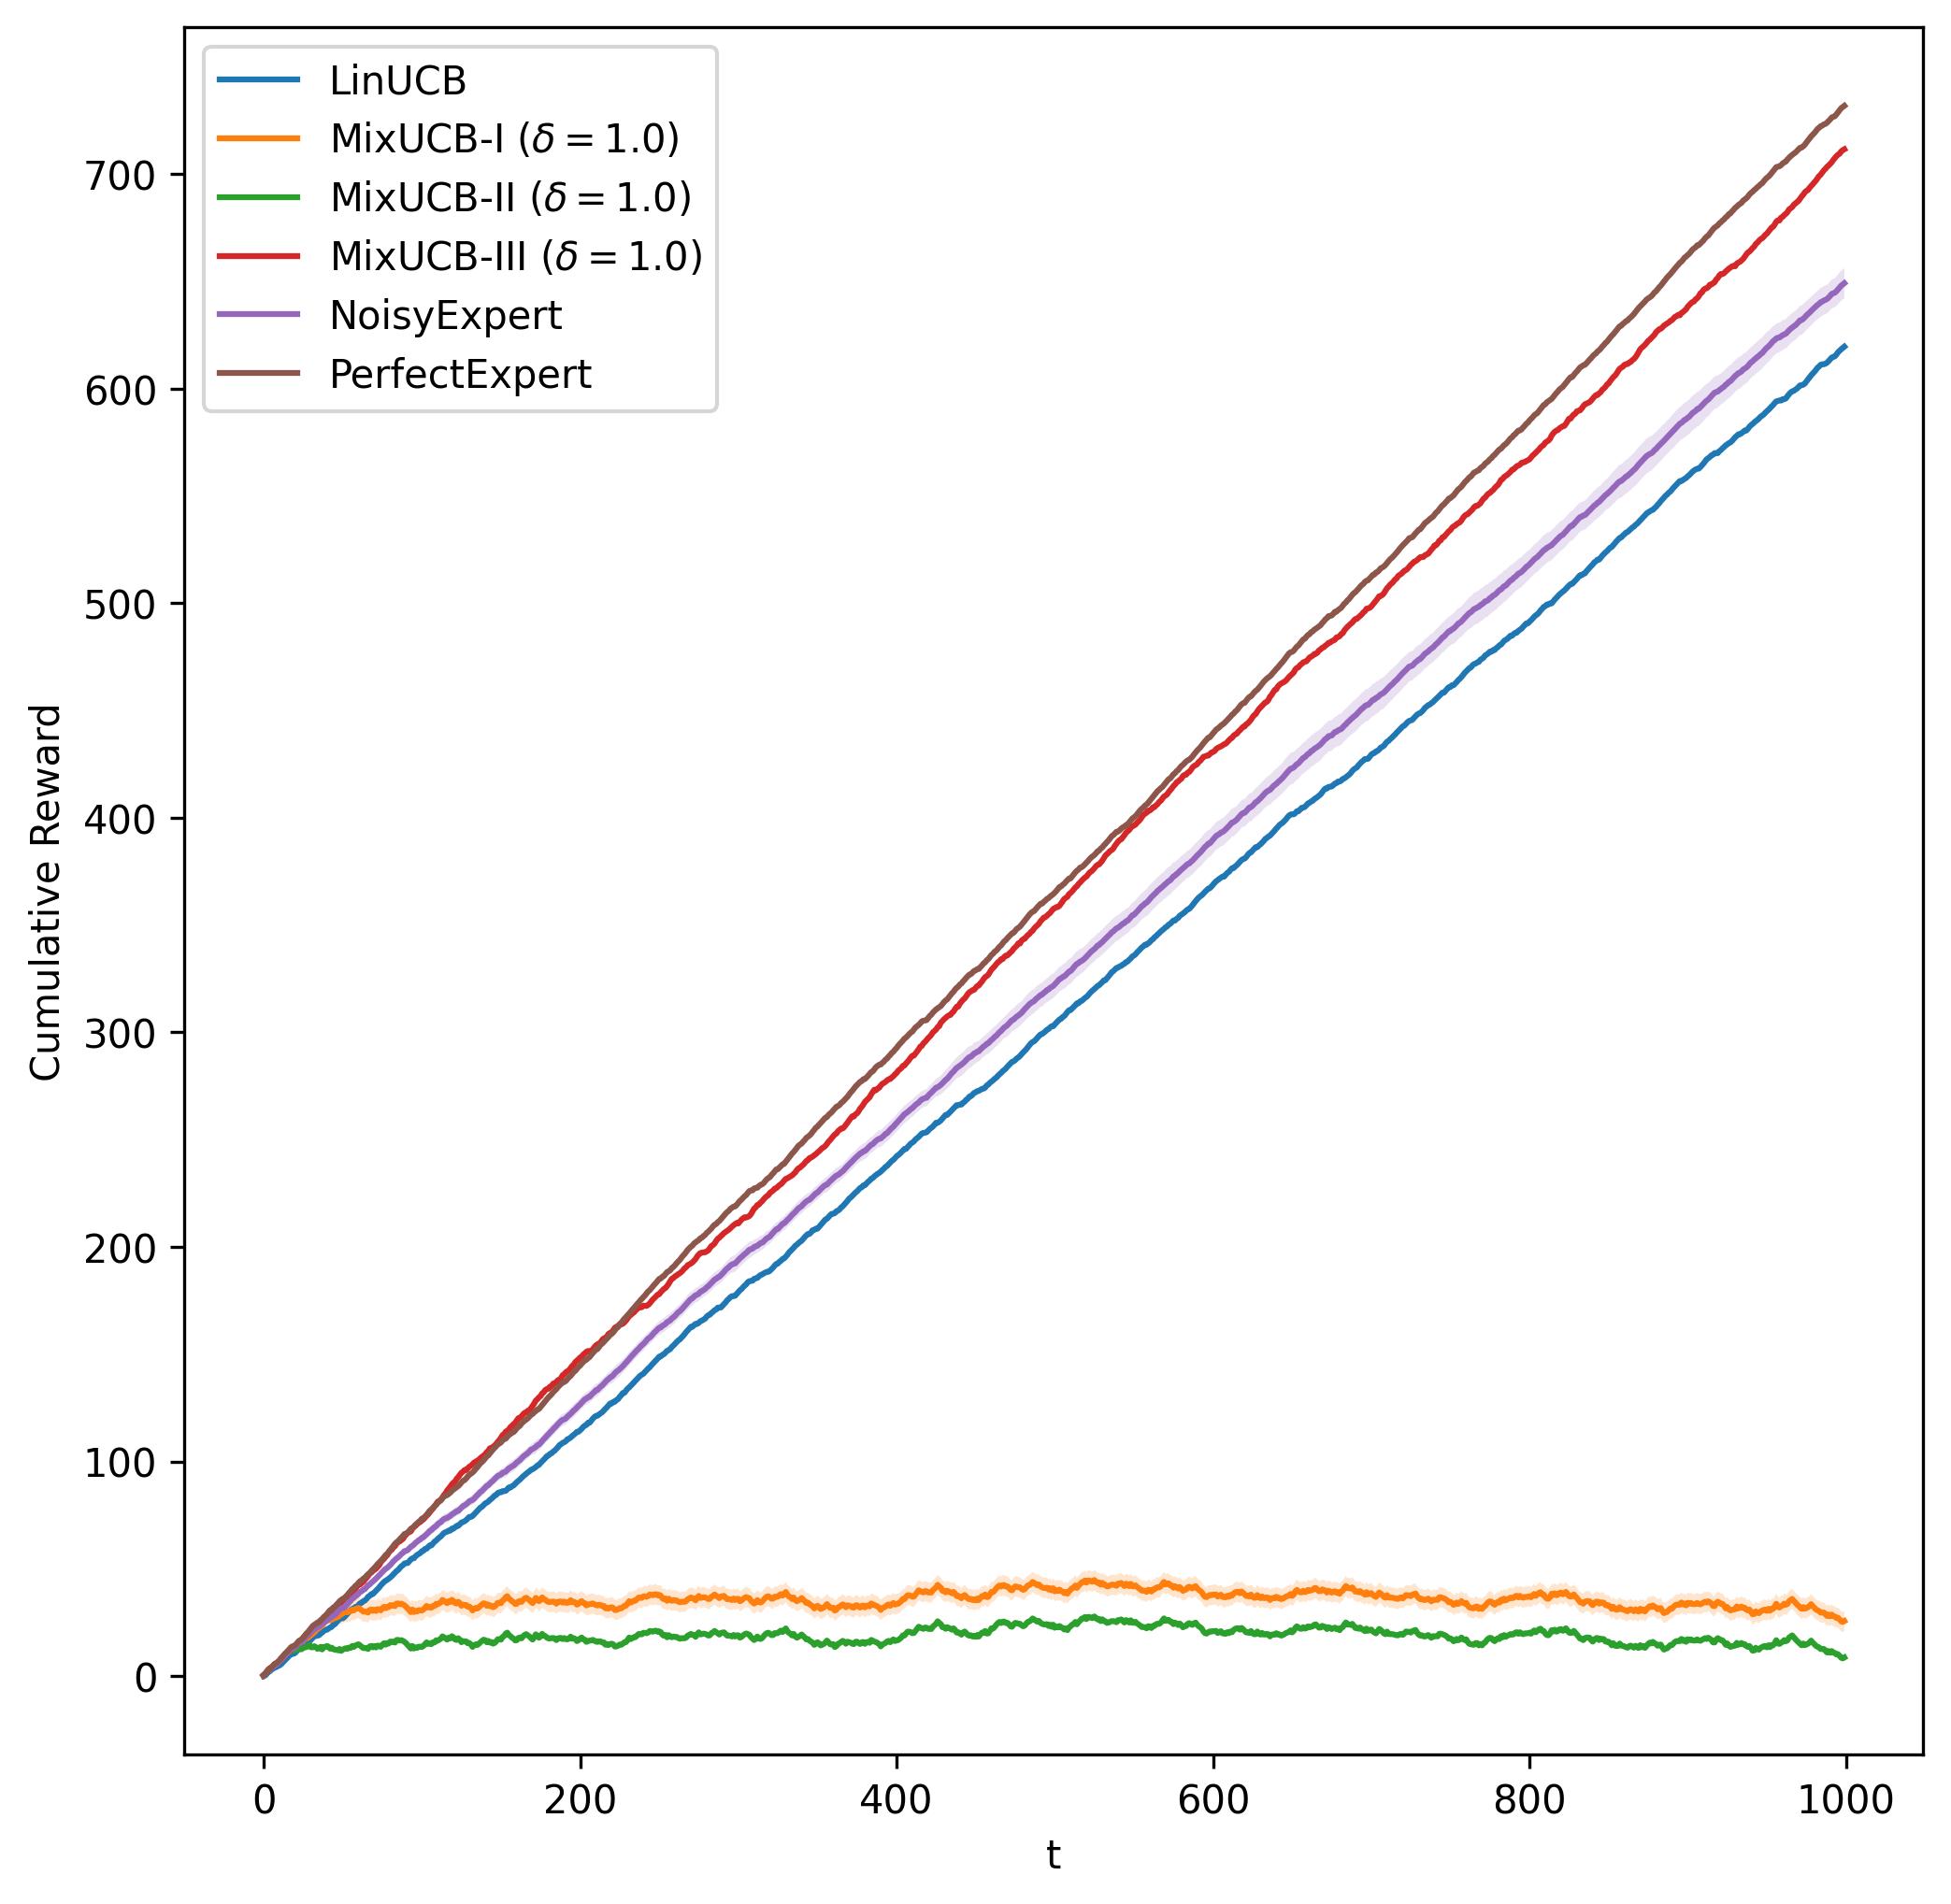 LinUCB
MixUCB-I (δ = 1.0)
MixUCB-II (δ = 1.0)
MixUCB-III (δ = 1.0)
NoisyExpert
PerfectExpert
Cumulative Reward
700
600
500
400
300
200
100
0
0 200 400 600 800 1000
t